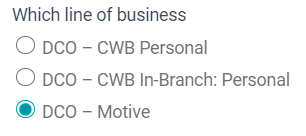 Which line of business
DCO – CWB Personal
DCO – CWB In-Branch: Personal
DCO – Motive